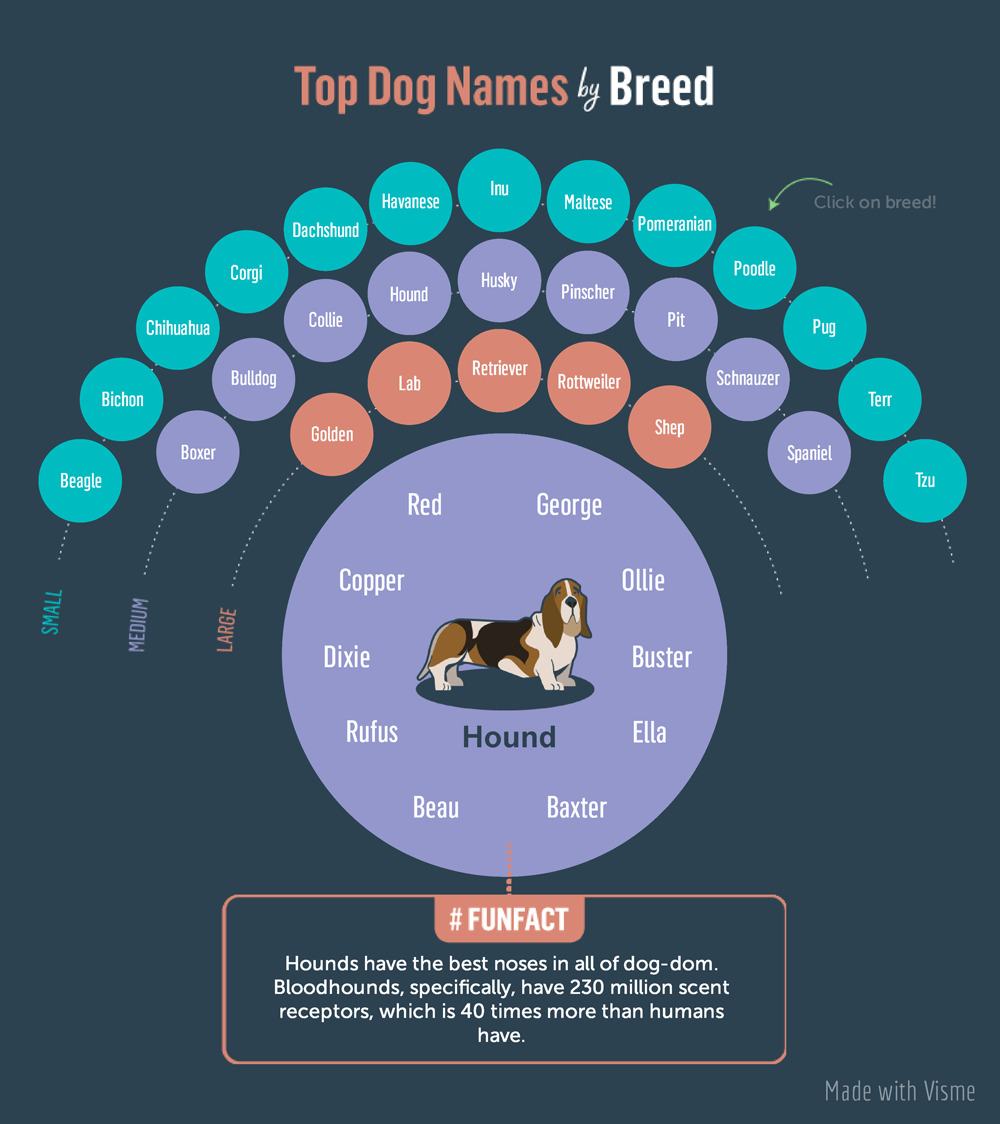 Top Dog Names by Breed
Click on breed!
Beagle
Bichon
Chihuahua
Corgi
Dachshund
Havanese
Inu
Maltese
Pomeranian
Poodle
Pug
Terr
Tzu
Boxer
Bulldog
Collie
Hound
Husky
Pinscher
Pit
Schnauzer
Spaniel
Golden
Lab
Retriever
Rottweiler
Shep
SMALL
MEDIUM
LARGE
Red
George
Copper
Ollie
Dixie
Buster
Rufus
Ella
Beau
Baxter
Hound
# FUNFACT
Hounds have the best noses in all of dog-dom.
Bloodhounds, specifically, have 230 million scent
receptors, which is 40 times more than humans
have.
Made with Visme